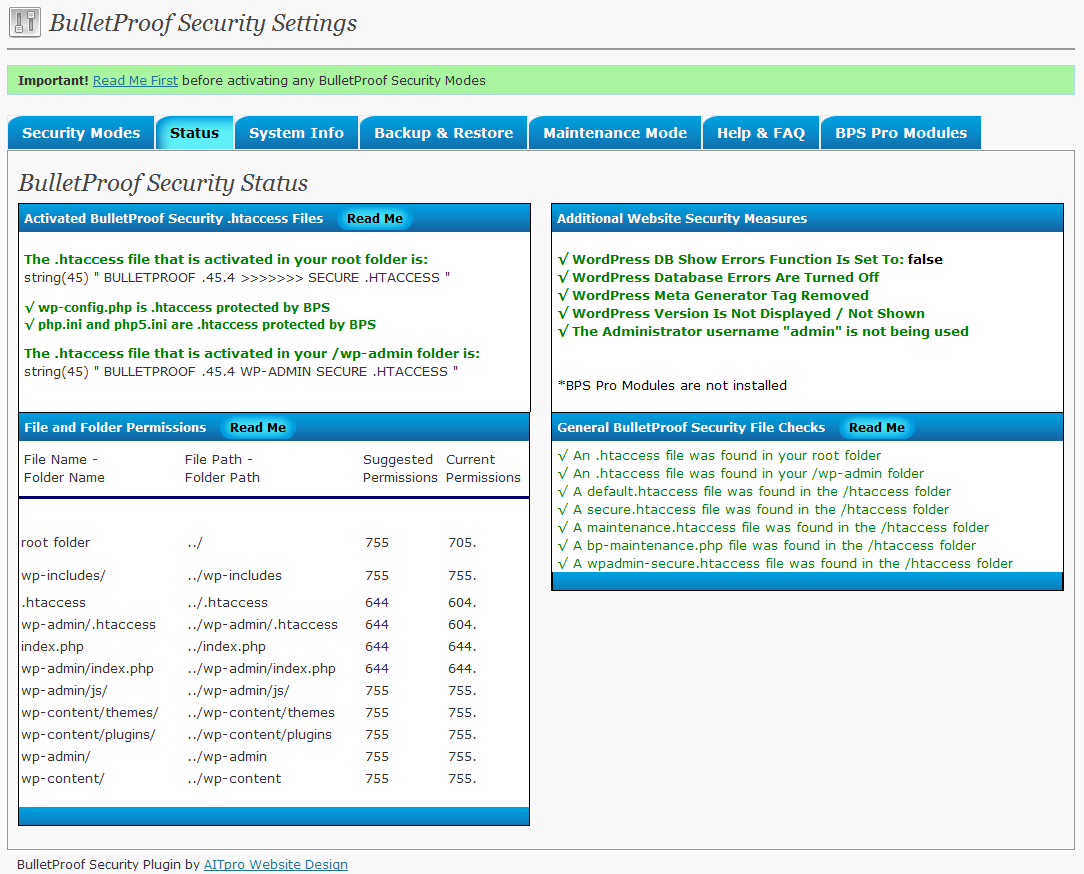 BulletProof Security Settings
Important! Read Me First before activating any BulletProof Security Modes
Security Modes
Status
System Info
Backup & Restore
Maintenance Mode
Help & FAQ
BPS Pro Modules
BulletProof Security Status
Activated BulletProof Security .htaccess Files Read Me
The .htaccess file that is activated in your root folder is:
string(45) " BULLETPROOF .45.4 >>>>>>> SECURE .HTACCESS "
√ wp-config.php is .htaccess protected by BPS
√ php.ini and php5.ini are .htaccess protected by BPS
The .htaccess file that is activated in your /wp-admin folder is:
string(45) " BULLETPROOF .45.4 WP-ADMIN SECURE .HTACCESS "
Additional Website Security Measures
√ WordPress DB Show Errors Function Is Set To: false
√ WordPress Database Errors Are Turned Off
√ WordPress Meta Generator Tag Removed
√ WordPress Version Is Not Displayed / Not Shown
√ The Administrator username "admin" is not being used
*BPS Pro Modules are not installed
File and Folder Permissions Read Me
File Name - File Path - Suggested Current
Folder Name Folder Path Permissions Permissions
root folder ../ 755 705.
wp-includes/ ../wp-includes 755 755.
.htaccess ../.htaccess 644 604.
wp-admin/.htaccess ../wp-admin/.htaccess 644 604.
index.php ../index.php 644 644.
wp-admin/index.php ../wp-admin/index.php 644 644.
wp-admin/js/ ../wp-admin/js/ 755 755.
wp-content/themes/ ../wp-content/themes 755 755.
wp-content/plugins/ ../wp-content/plugins 755 755.
wp-admin/ ../wp-admin 755 755.
wp-content/ ../wp-content 755 755.
General BulletProof Security File Checks Read Me
√ An .htaccess file was found in your root folder
√ An .htaccess file was found in your /wp-admin folder
√ A default.htaccess file was found in the /htaccess folder
√ A secure.htaccess file was found in the /htaccess folder
√ A maintenance.htaccess file was found in the /htaccess folder
√ A bp-maintenance.php file was found in the /htaccess folder
√ A wpadmin-secure.htaccess file was found in the /htaccess folder
BulletProof Security Plugin by AITpro Website Design